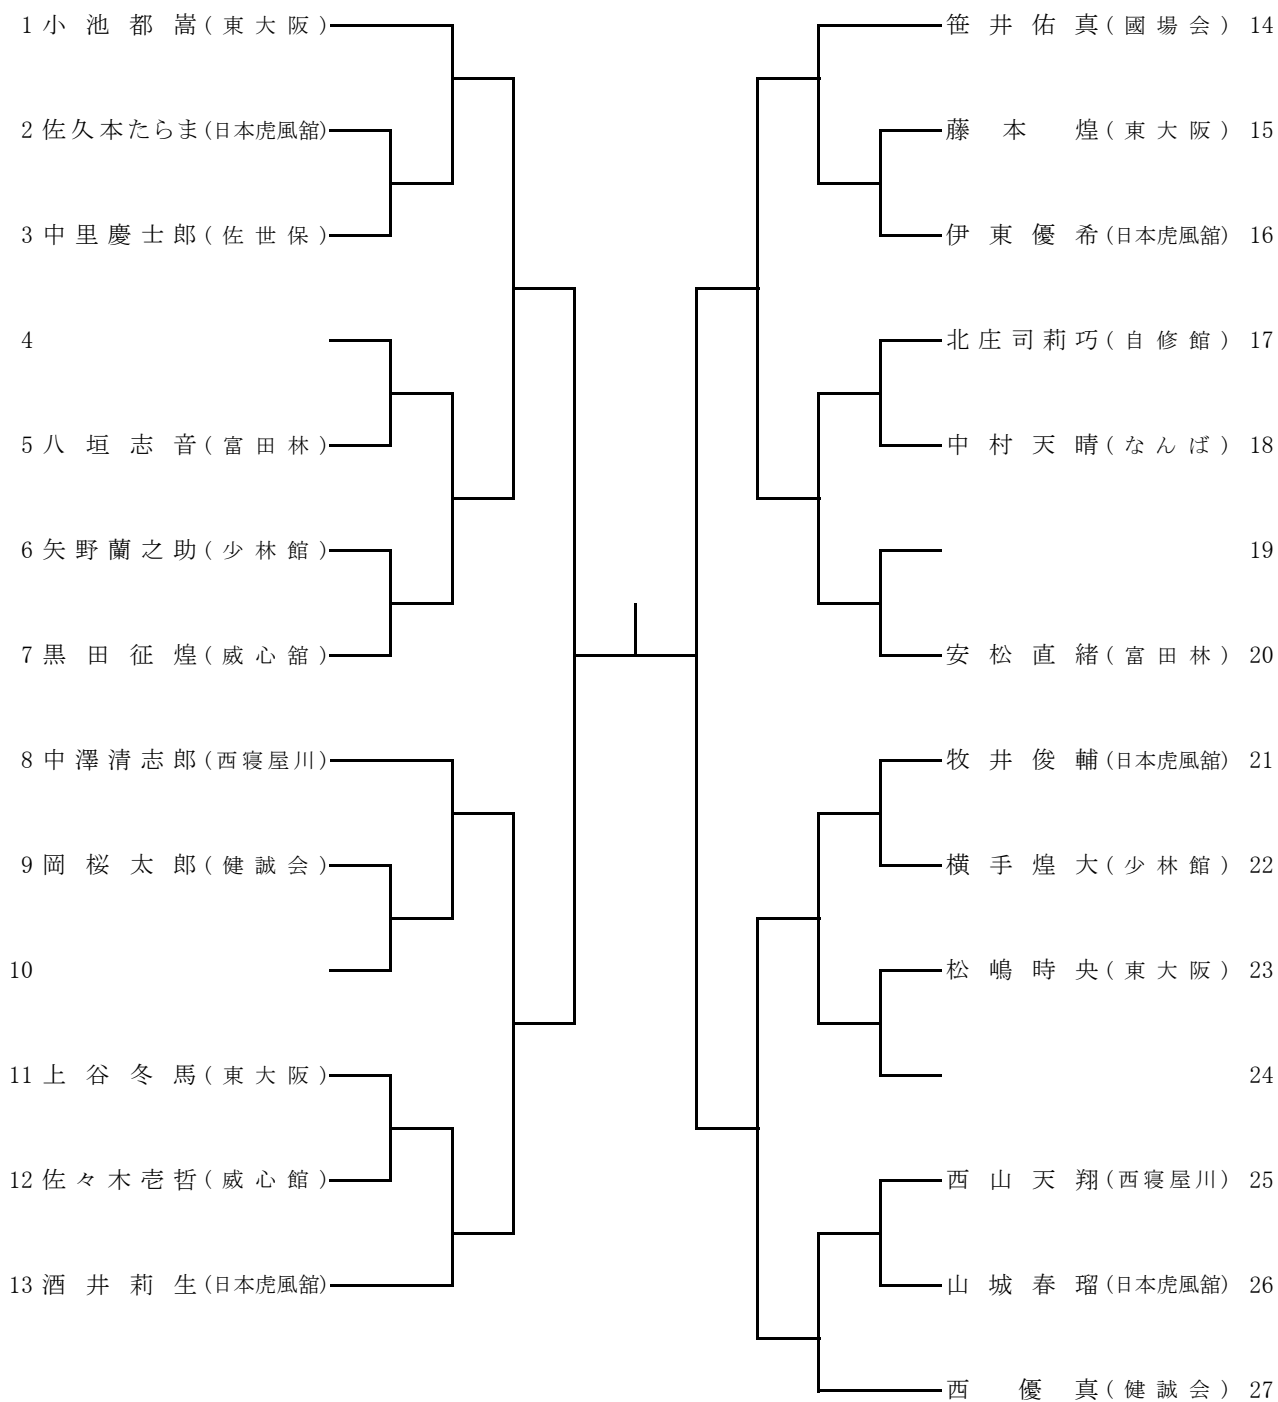 1 小池都嵩(東大阪)
2 佐久本たらま(日本虎風舘)
3 中里慶士郎(佐世保)
4
5 八垣志音(富田林)
6 矢野蘭之助(少林館)
7 黒田征煌(威心舘)
8 中澤清志郎(西寝屋川)
9 岡桜太郎(健誠会)
10
11 上谷冬馬(東大阪)
12 佐々木壱哲(威心館)
13 酒井莉生(日本虎風舘)
笹井佑真(國場会) 14
藤本煌(東大阪) 15
伊東優希(日本虎風舘) 16
北庄司莉巧(自修館) 17
中村天晴(なんば) 18
19
安松直緒(富田林) 20
牧井俊輔(日本虎風舘) 21
横手煌大(少林館) 22
松嶋時央(東大阪) 23
24
西山天翔(西寝屋川) 25
山城春瑠(日本虎風舘) 26
西優真(健誠会) 27